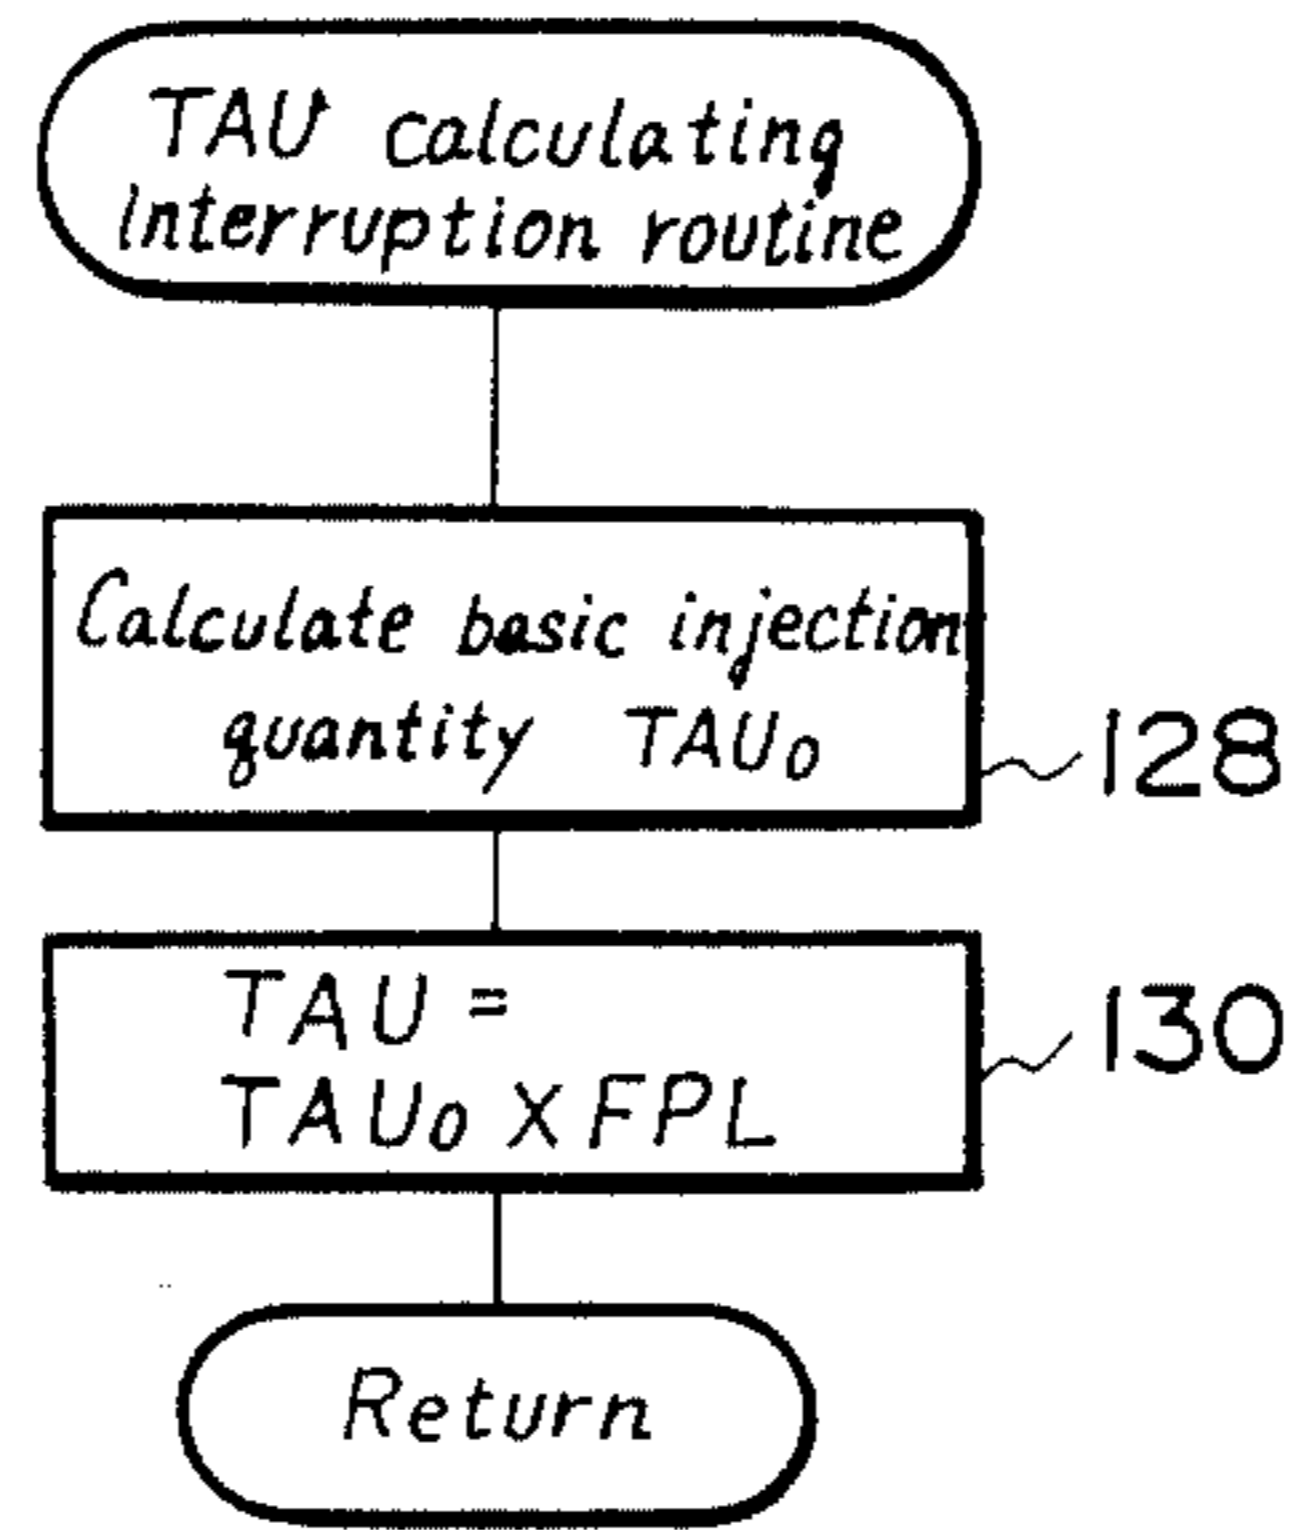 TAU calculating
Interruption routine
Calculate basic injection
quantity TAU₀
128
TAU =
TAU₀ X FPL
130
Return